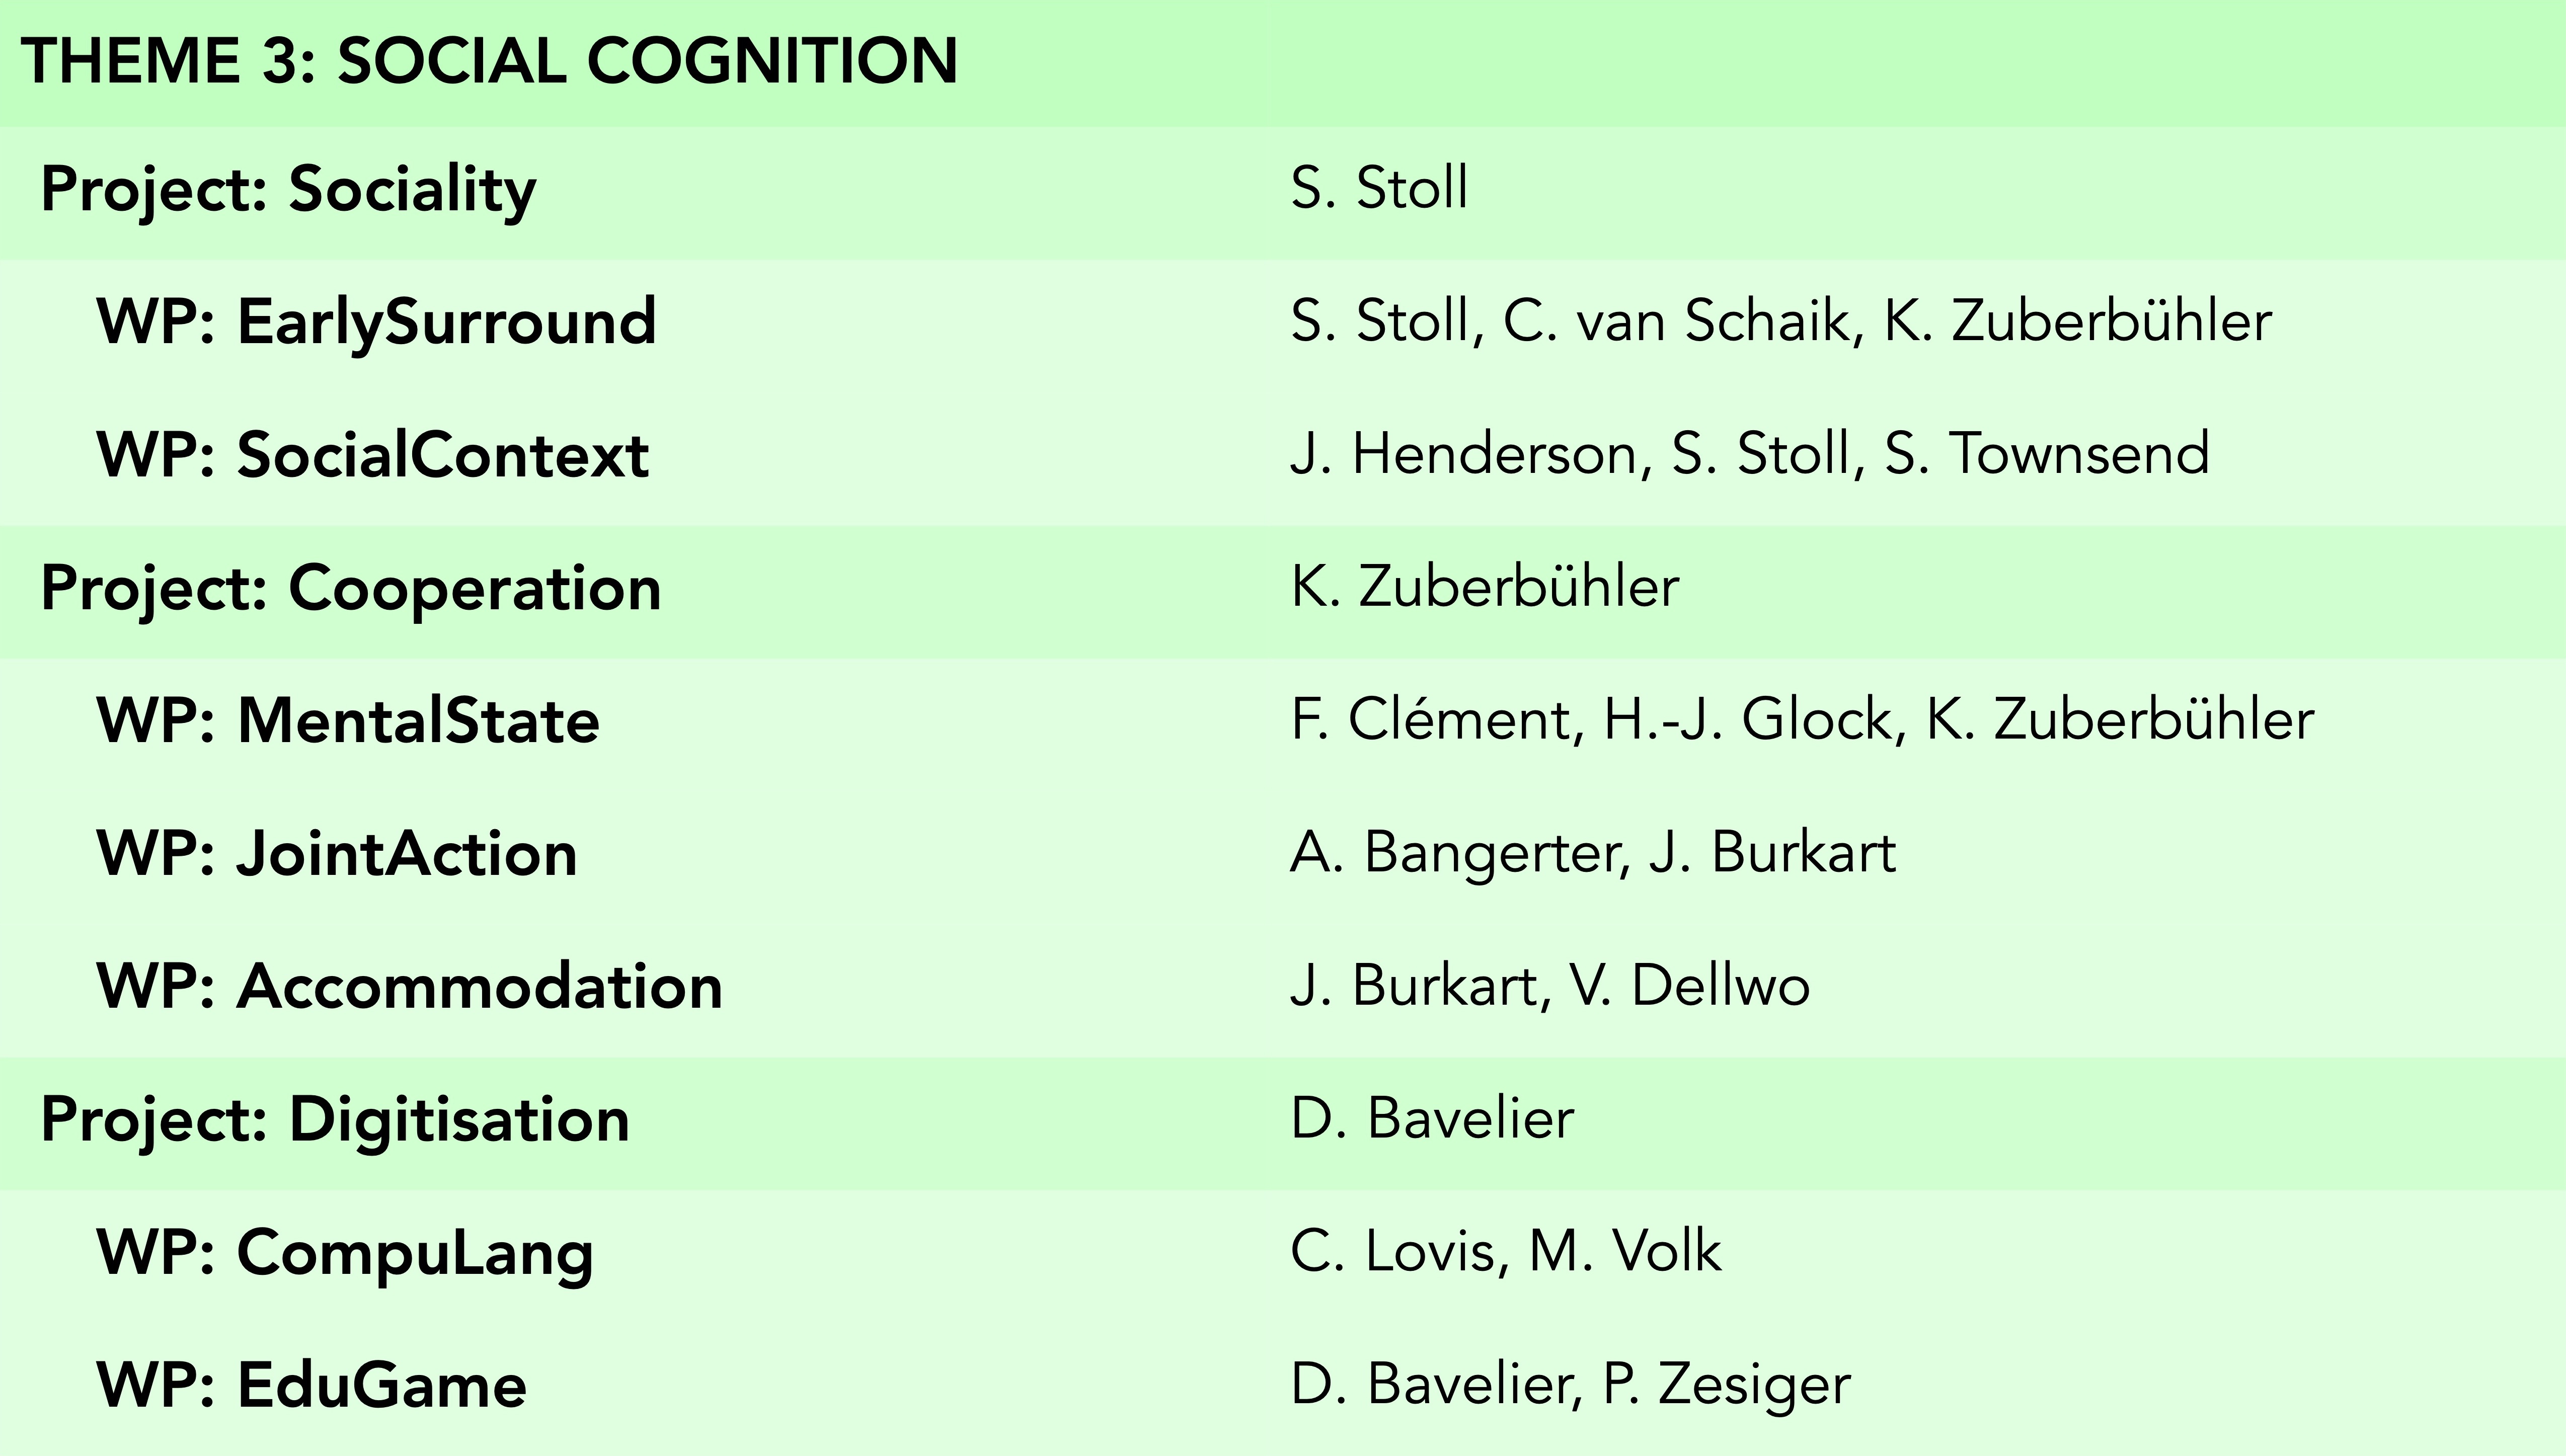 THEME 3: SOCIAL COGNITION
Project: Sociality S. Stoll
WP: EarlySurround S. Stoll, C. van Schaik, K. Zuberbühler
WP: SocialContext J. Henderson, S. Stoll, S. Townsend
Project: Cooperation K. Zuberbühler
WP: MentalState F. Clément, H.-J. Glock, K. Zuberbühler
WP: JointAction A. Bangerter, J. Burkart
WP: Accommodation J. Burkart, V. Dellwo
Project: Digitisation D. Bavelier
WP: CompuLang C. Lovis, M. Volk
WP: EduGame D. Bavelier, P. Zesiger